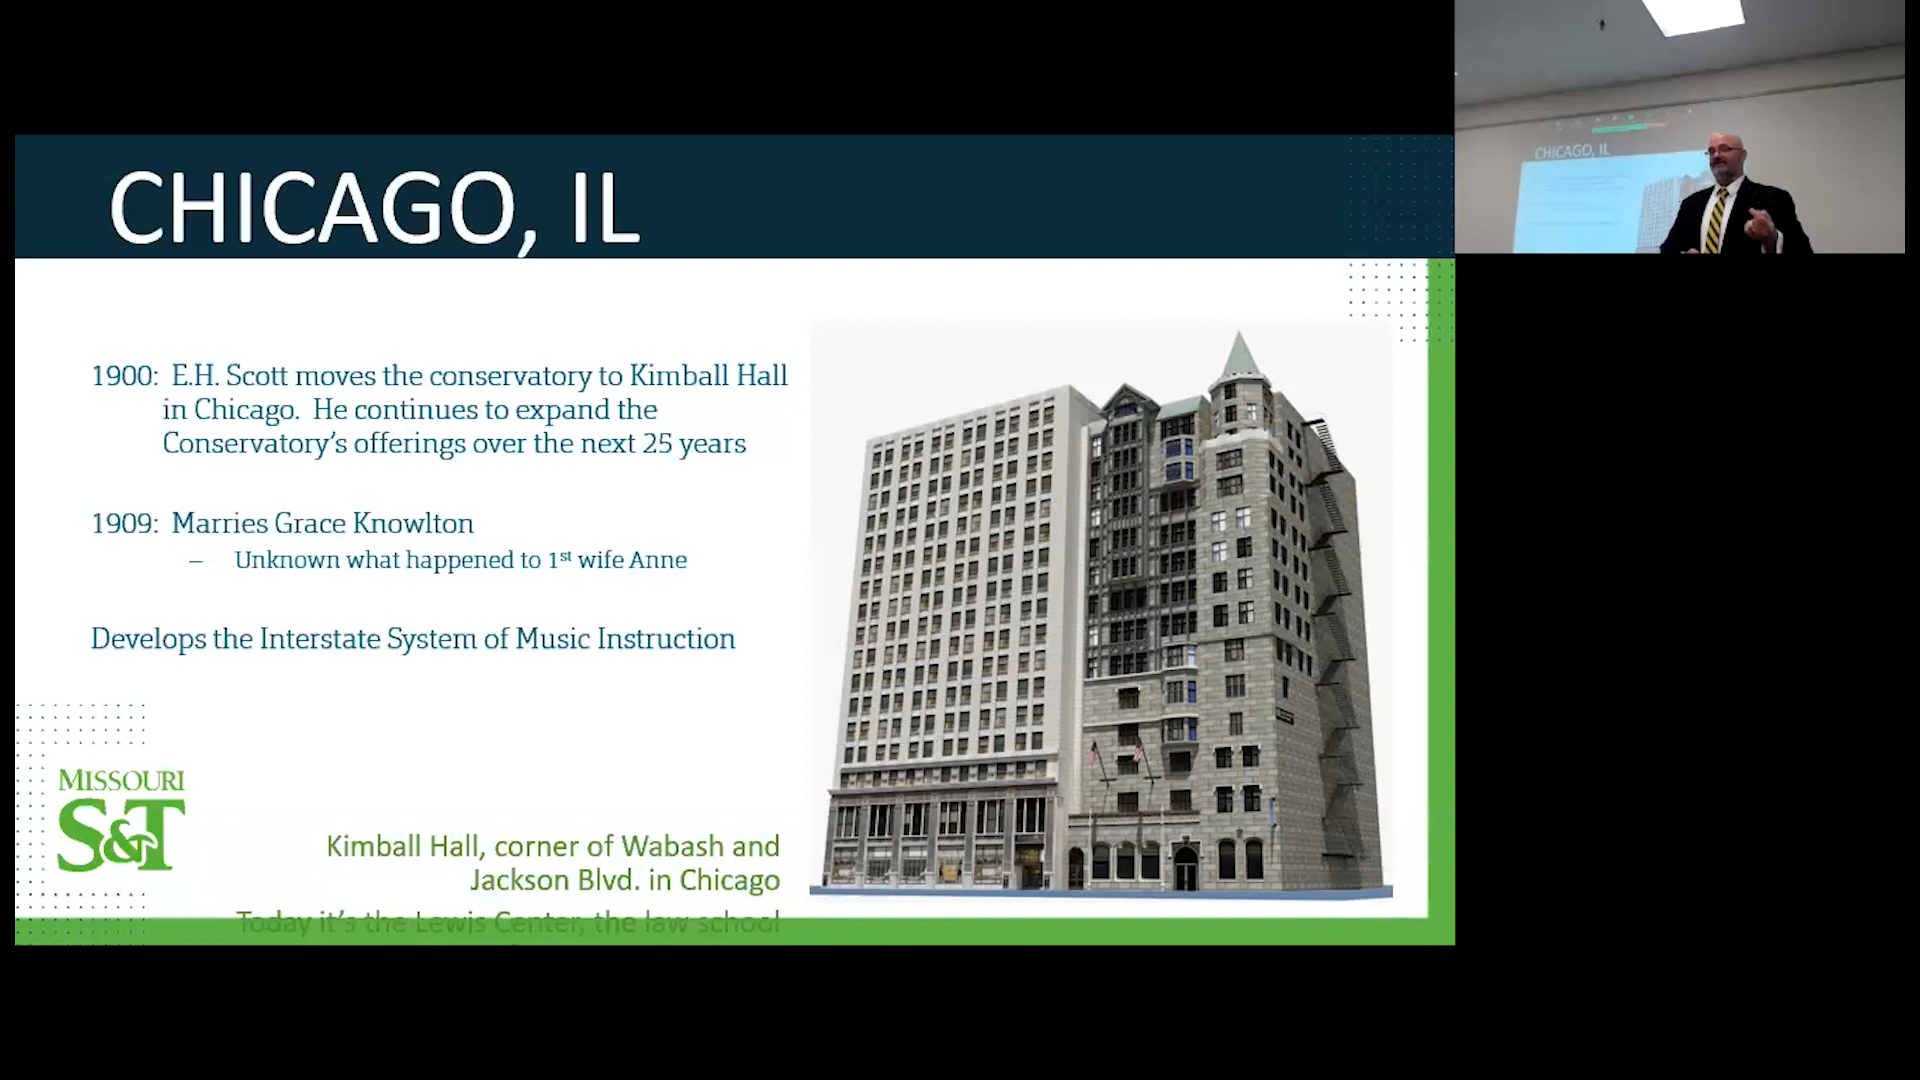 CHICAGO, IL
1900: E.H. Scott moves the conservatory to Kimball Hall
in Chicago. He continues to expand the
Conservatory's offerings over the next 25 years
1909: Marries Grace Knowlton
– Unknown what happened to 1st wife Anne
Develops the Interstate System of Music Instruction
MISSOURI
S&T
Kimball Hall, corner of Wabash and
Jackson Blvd. in Chicago
Today it's the Lewis Center, the law school
CHICAGO, IL